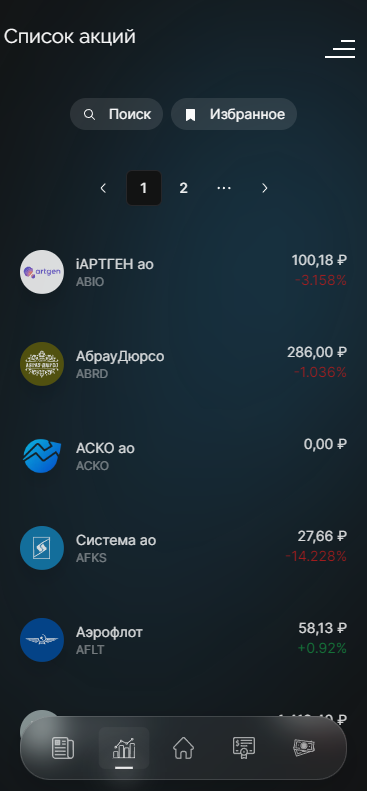 Список акций
Поиск
Избранное
1 2 ...
artgen
iАРТГЕН ао
ABIO
100,18 ₽
-3.158%
АБРАУ-ДЮРСО
АбрауДюрсо
ABRD
286,00 ₽
-1.036%
АСКО ао
ACKO
0,00 ₽
Система ао
AFKS
27,66 ₽
-14.228%
Аэрофлот
AFLT
58,13 ₽
+0.92%